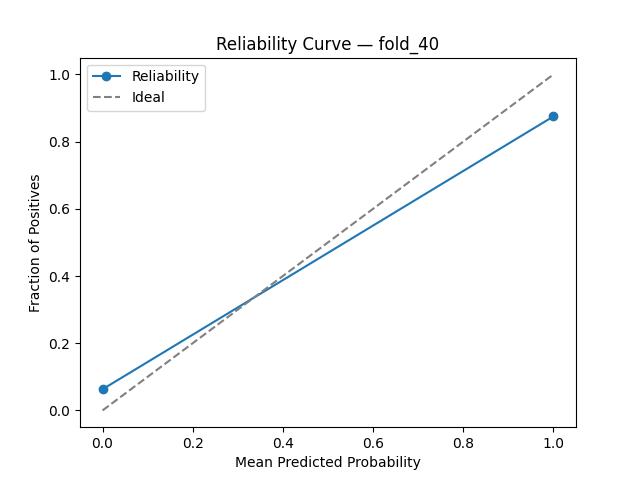 Reliability Curve — fold_40
Reliability
Ideal
1.0
0.8
0.6
0.4
0.2
0.0
Fraction of Positives
0.0 0.2 0.4 0.6 0.8 1.0
Mean Predicted Probability